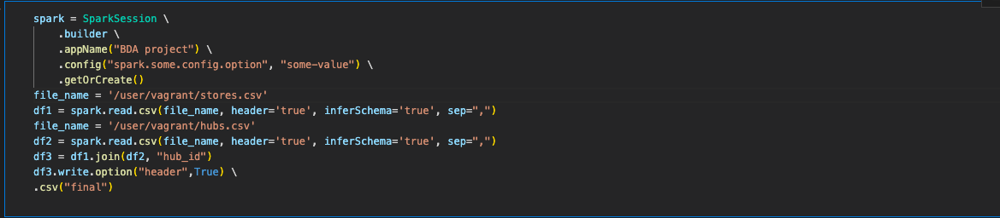 spark = SparkSession \
    .builder \
    .appName("BDA project") \
    .config("spark.some.config.option", "some-value") \
    .getOrCreate()
file_name = '/user/vagrant/stores.csv'
df1 = spark.read.csv(file_name, header='true', inferSchema='true', sep=",")
file_name = '/user/vagrant/hubs.csv'
df2 = spark.read.csv(file_name, header='true', inferSchema='true', sep=",")
df3 = df1.join(df2, "hub_id")
df3.write.option("header",True) \
.csv("final")